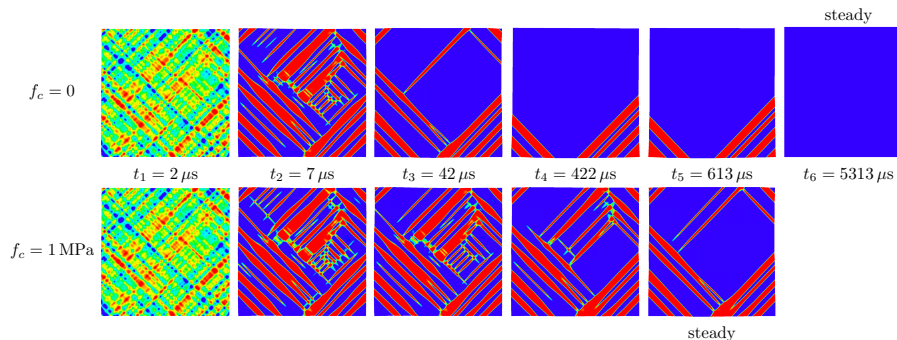 steady
f_c = 0
t_1 = 2 μs t_2 = 7 μs t_3 = 42 μs t_4 = 422 μs t_5 = 613 μs t_6 = 5313 μs
f_c = 1 MPa
steady